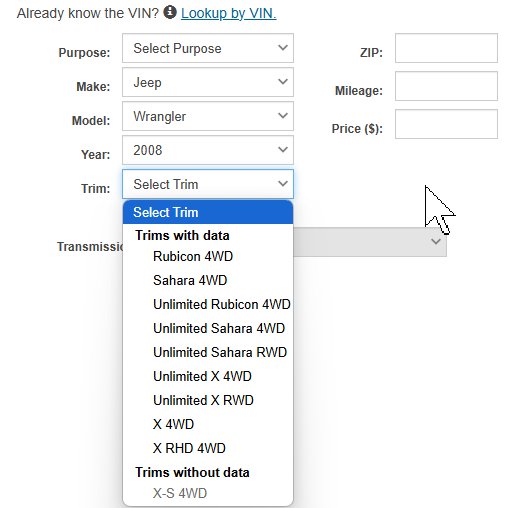 Already know the VIN? Lookup by VIN.
Purpose: Select Purpose ZIP:
Make: Jeep Mileage:
Model: Wrangler Price ($):
Year: 2008
Trim: Select Trim
Select Trim
Trims with data
Rubicon 4WD
Transmissi
Sahara 4WD
Unlimited Rubicon 4WD
Unlimited Sahara 4WD
Unlimited Sahara RWD
Unlimited X 4WD
Unlimited X RWD
X 4WD
X RHD 4WD
Trims without data
X-S 4WD